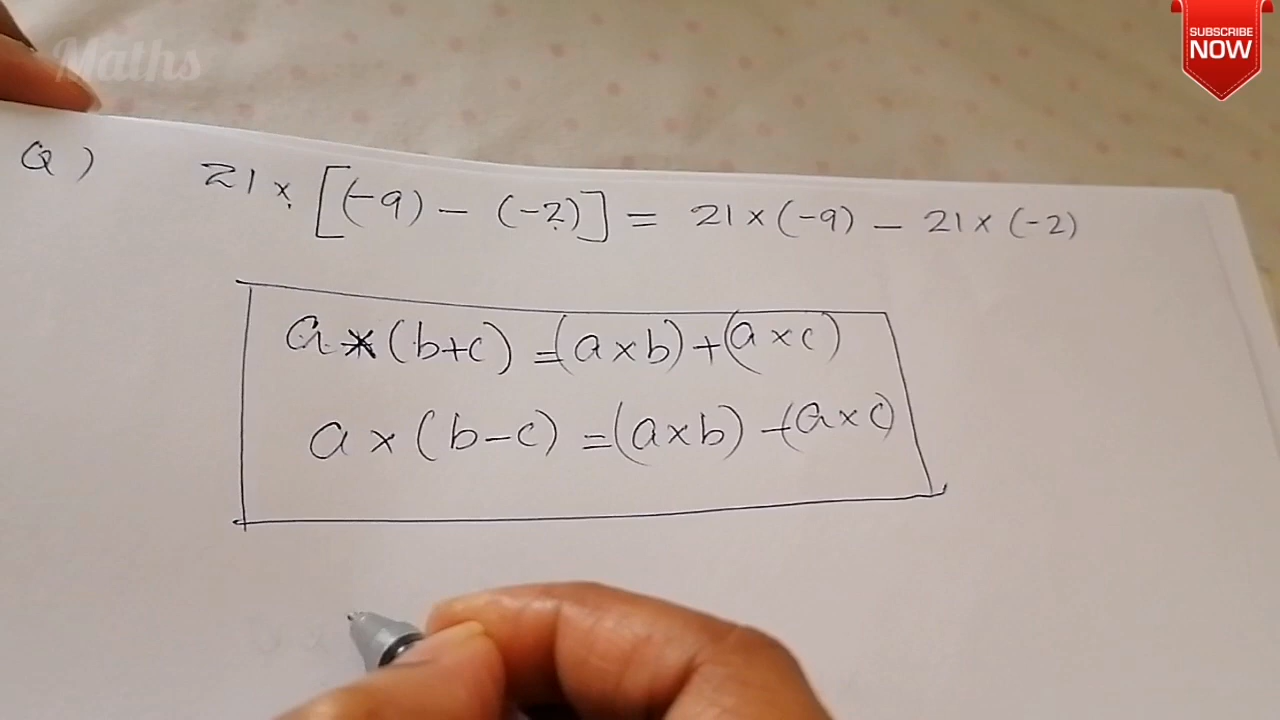 Maths
SUBSCRIBE
NOW
Q) 21 × [(-9) - (-2)] = 21 × (-9) - 21 × (-2)
a × (b+c) = (a × b) + (a × c)
a × (b-c) = (a × b) - (a × c)